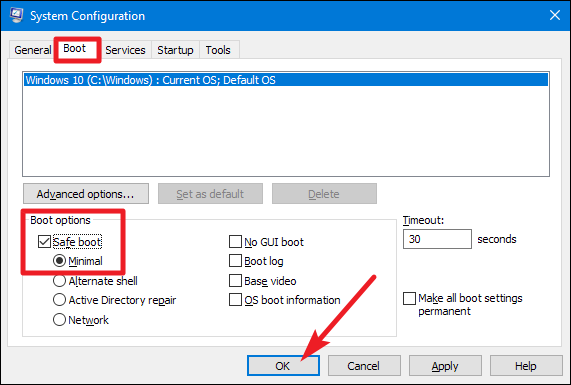 System Configuration
General Boot Services Startup Tools
Windows 10 (C:\Windows) : Current OS; Default OS
Advanced options... Set as default Delete
Boot options
Timeout:
Safe boot No GUI boot 30 seconds
Minimal Boot log
Alternate shell Base video
Active Directory repair OS boot information Make all boot settings
permanent
Network
OK Cancel Apply Help